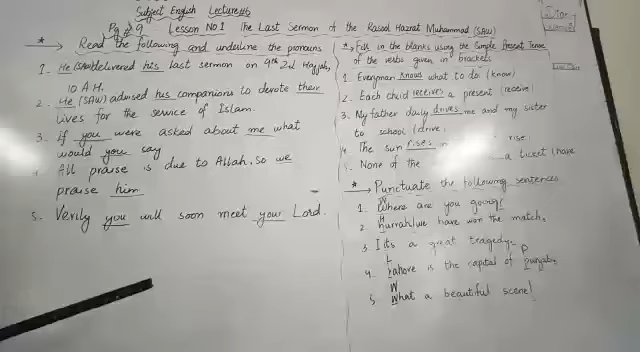 Subject English Lecture#6
Pg # 9 Lesson No 1 The Last Sermon of the Rasool Hazrat Muhammad (SAW)
* Read the following and underline the pronouns
1. He (SAW) delivered his last sermon on 9th Zil Hajjah,
10 A.H.
2. He (SAW) advised his companions to devote their
lives for the service of Islam.
3. If you were asked about me what
would you say
All praise is due to Allah, So we
praise him.
5. Verily you will soon meet your Lord.
* Fill in the blanks using the Simple Present Tense
of the verbs given in brackets
1. Everyman knows what to do (know)
2. Each child receives a present (receive)
3. My father daily drives me and my sister
to school (drive)
4. The sun rises in rise)
None of the a ticket (have
* Punctuate the following sentences
W
1. Where are you going?
H
2. hurrah! we have won the match.
3. Its a great tragedy.
L P
4. lahore is the capital of punjab.
W
5. What a beautiful scene!